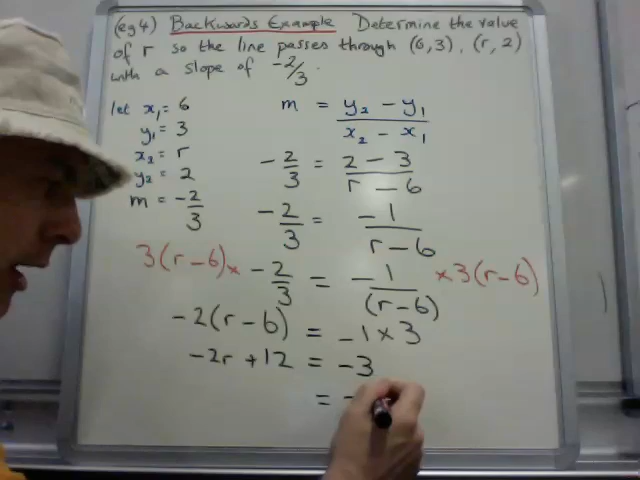 (eg 4) Backwards Example Determine the value
of r so the line passes through (6,3), (r, 2)
with a slope of -2/3.
let x₁ = 6
y₁ = 3
x₂ = r
y₂ = 2
m = -2/3
m = y₂ - y₁ / x₂ - x₁
-2/3 = 2 - 3 / r - 6
-2/3 = -1 / r - 6
3(r - 6) × -2/3 = -1 / (r - 6) × 3(r - 6)
-2(r - 6) = -1 × 3
-2r + 12 = -3
= -